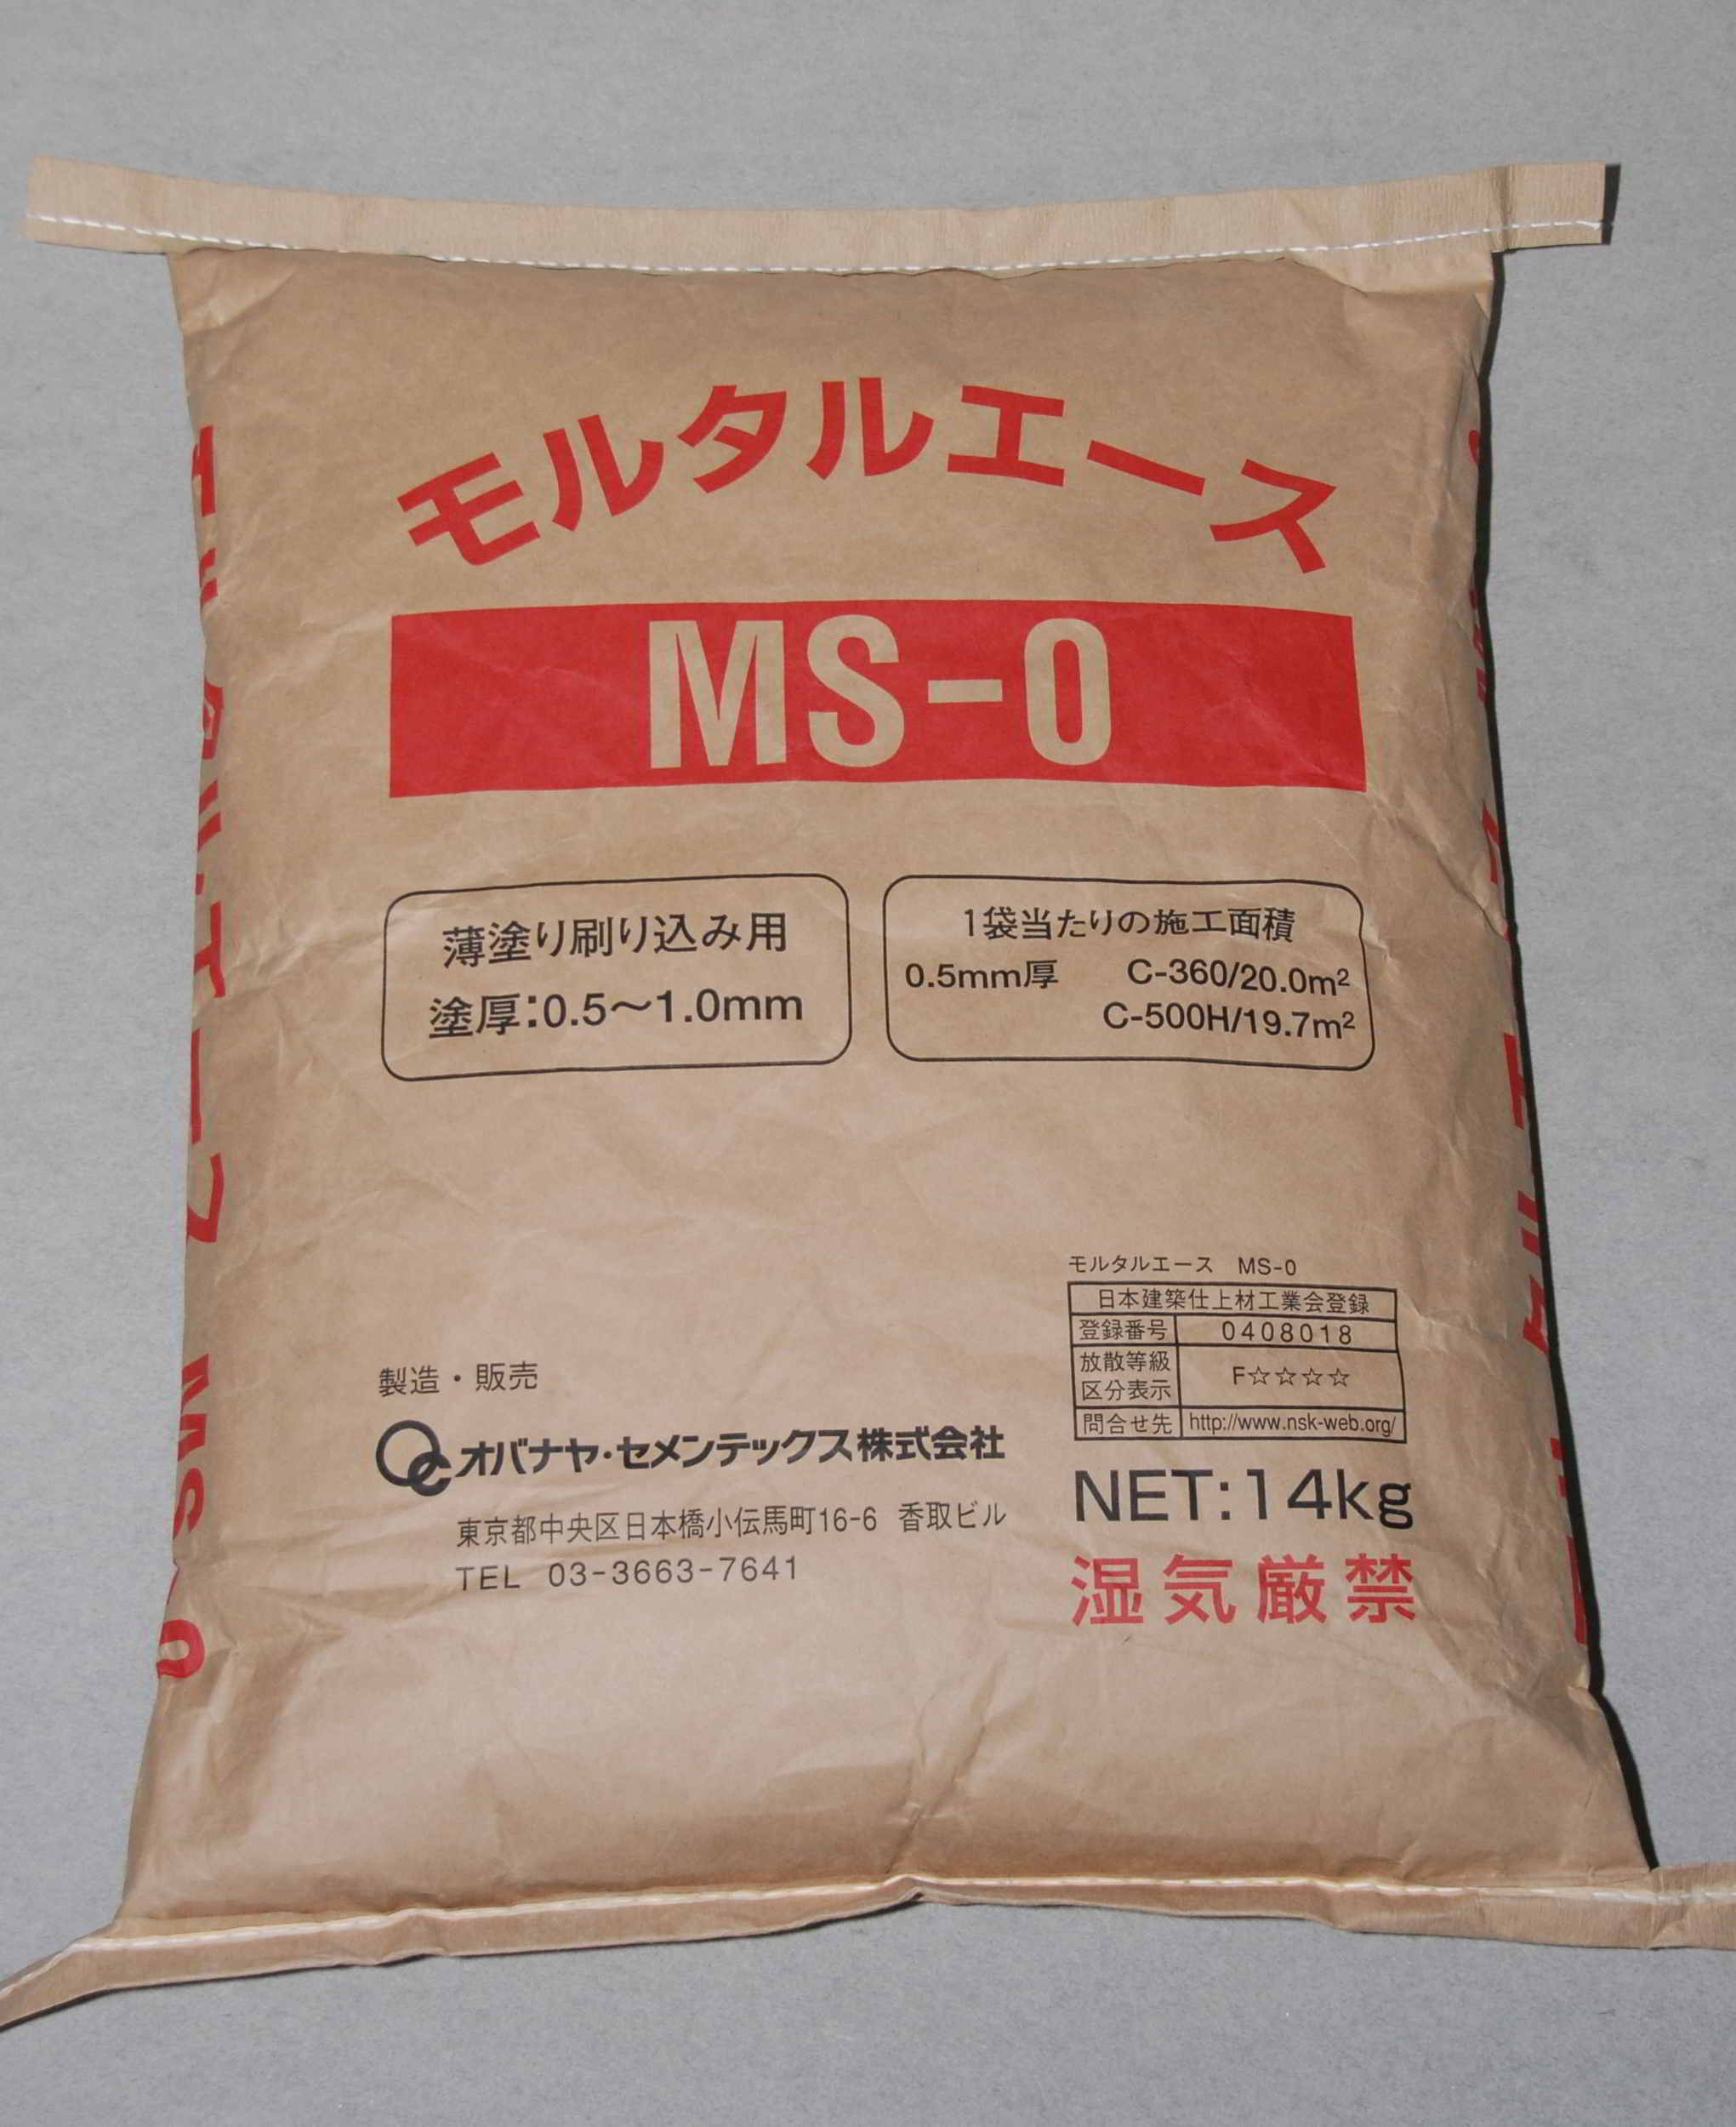 モルタルエース
MS-0
薄塗り刷り込み用
塗厚:0.5～1.0mm
1袋当たりの施工面積
0.5mm厚 C-360/20.0m²
C-500H/19.7m²
モルタルエース MS-0
日本建築仕上材工業会登録
登録番号 0408018
放散等級
区分表示 F☆☆☆☆
問合せ先 http://www.nsk-web.org/
製造・販売
オバナヤ・セメンテックス株式会社
東京都中央区日本橋小伝馬町16-6 香取ビル
TEL 03-3663-7641
NET:14kg
湿気厳禁